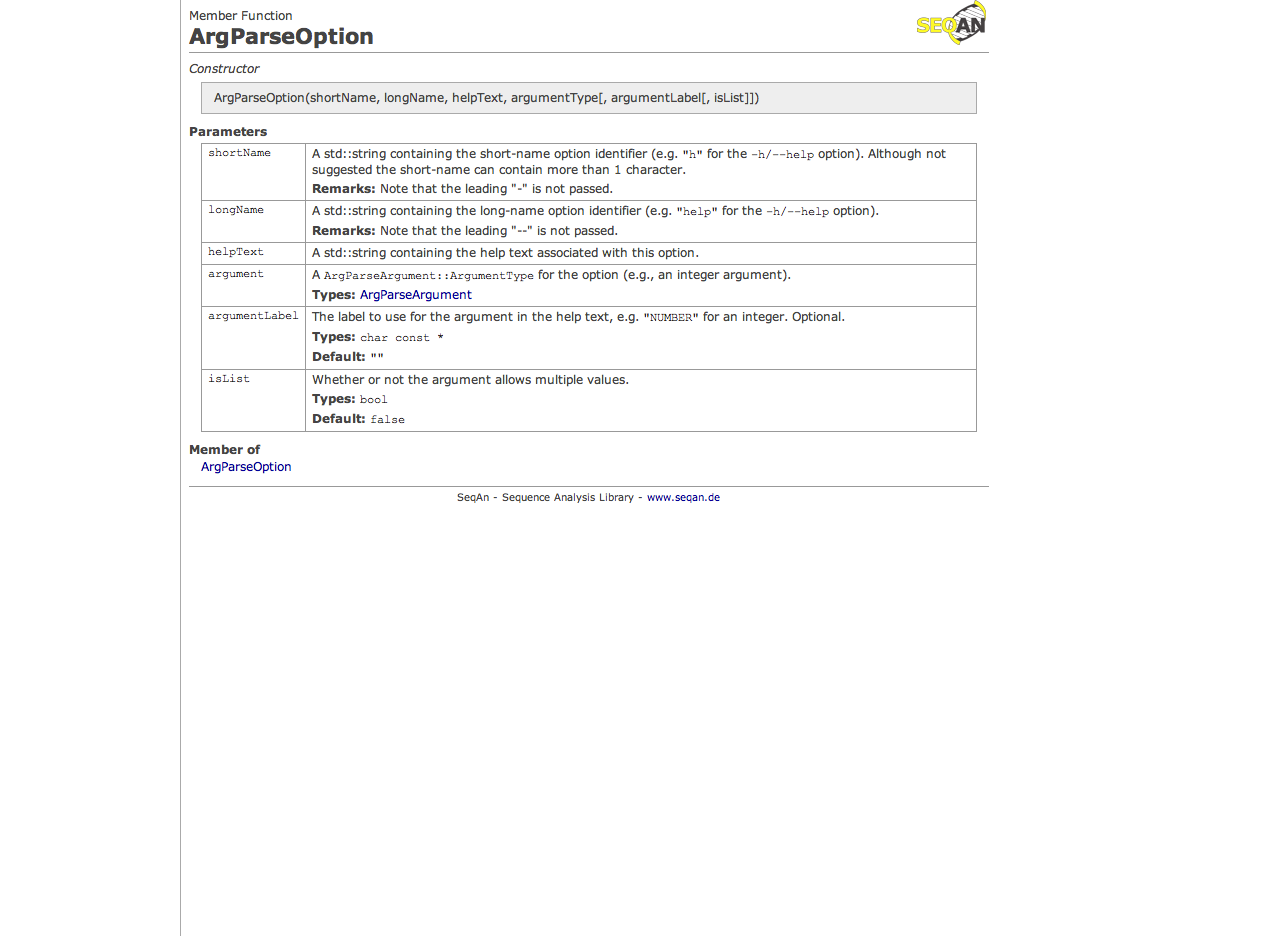 Member Function
ArgParseOption
SEQAN
Constructor
ArgParseOption(shortName, longName, helpText, argumentType[, argumentLabel[, isList]])
Parameters
shortName
A std::string containing the short-name option identifier (e.g. "h" for the -h/--help option). Although not
suggested the short-name can contain more than 1 character.
Remarks: Note that the leading "-" is not passed.
longName
A std::string containing the long-name option identifier (e.g. "help" for the -h/--help option).
Remarks: Note that the leading "--" is not passed.
helpText
A std::string containing the help text associated with this option.
argument
A ArgParseArgument::ArgumentType for the option (e.g., an integer argument).
Types: ArgParseArgument
argumentLabel
The label to use for the argument in the help text, e.g. "NUMBER" for an integer. Optional.
Types: char const *
Default: ""
isList
Whether or not the argument allows multiple values.
Types: bool
Default: false
Member of
ArgParseOption
SeqAn - Sequence Analysis Library - www.seqan.de